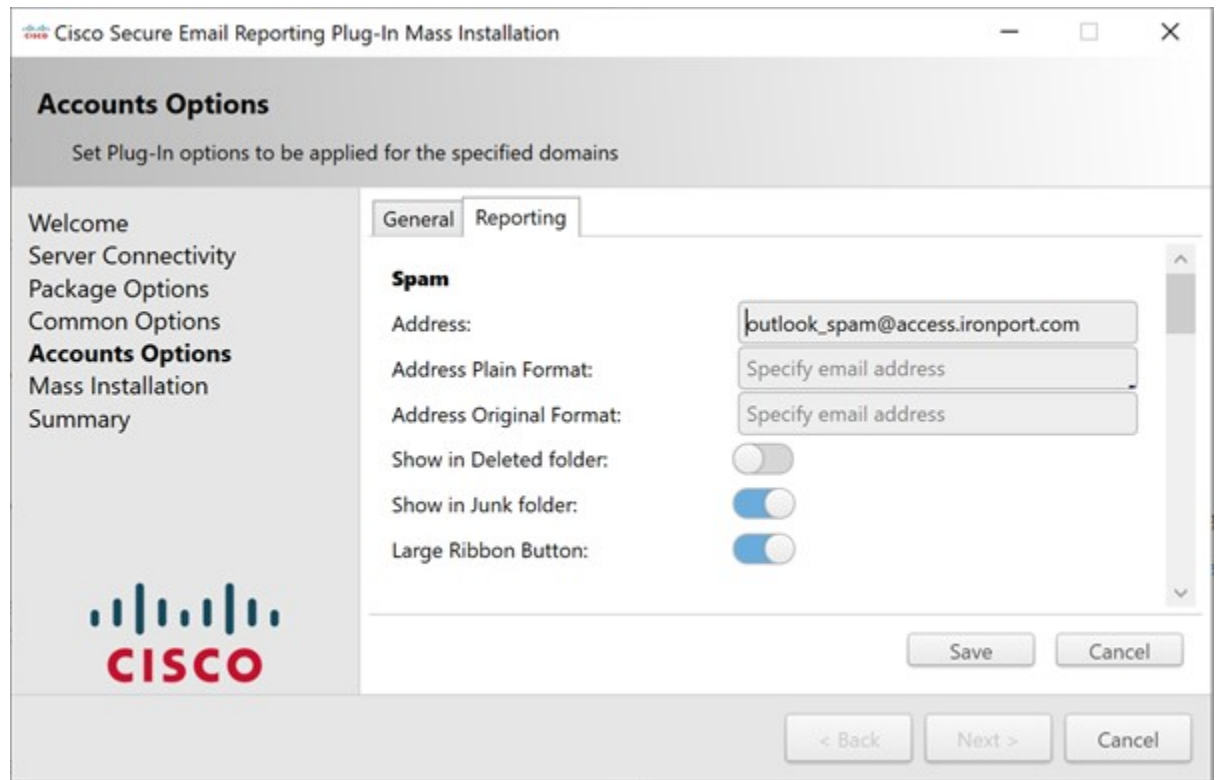 Cisco Secure Email Reporting Plug-In Mass Installation
Accounts Options
Set Plug-In options to be applied for the specified domains
Welcome
Server Connectivity
Package Options
Common Options
Accounts Options
Mass Installation
Summary
CISCO
General Reporting
Spam
Address: outlook_spam@access.ironport.com
Address Plain Format: Specify email address
Address Original Format: Specify email address
Show in Deleted folder:
Show in Junk folder:
Large Ribbon Button:
Save Cancel
< Back Next > Cancel